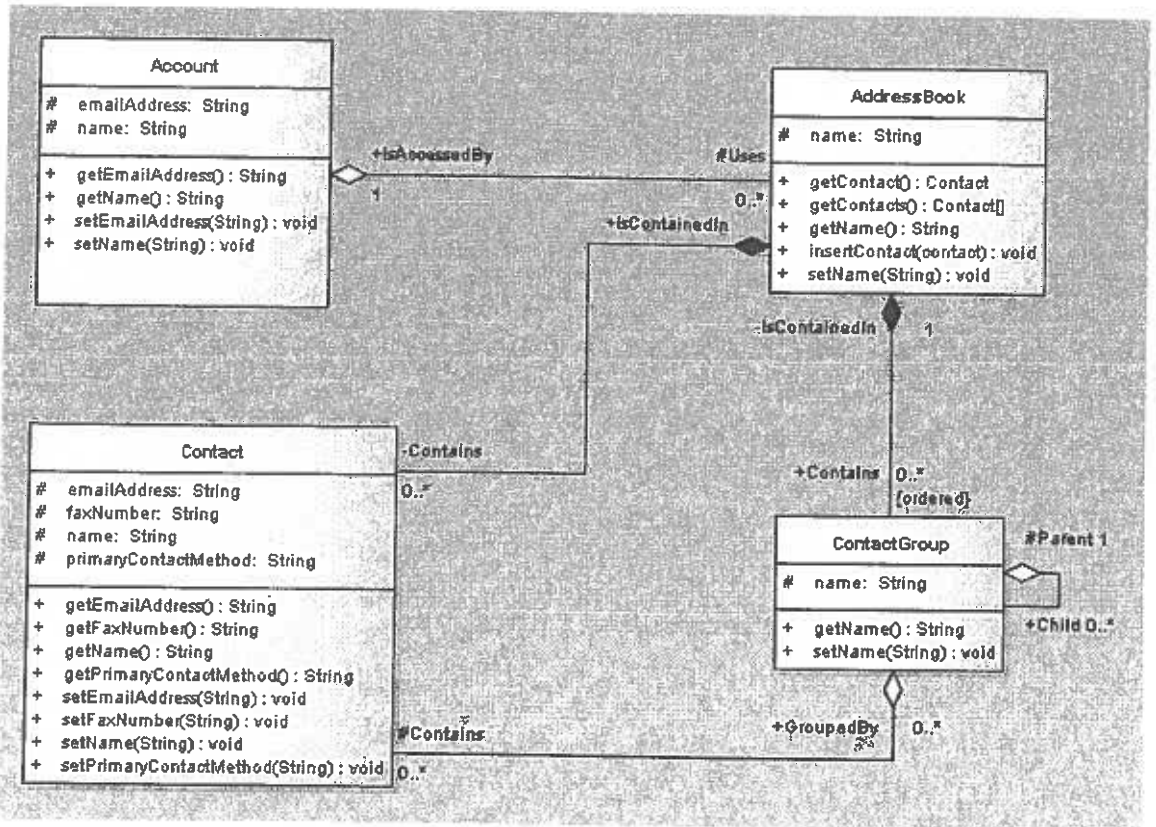 Account
# emailAddress: String
# name: String
+ getEmailAddress() : String
+ getName() : String
+ setEmailAddress(String) : void
+ setName(String) : void
+IsAccessedBy
1
#Uses
0..*
AddressBook
# name: String
+ getContact() : Contact
+ getContacts() : Contact[]
+ getName() : String
+ insertContact(contact) : void
+ setName(String) : void
+IsContainedIn
-IsContainedIn
1
Contact
# emailAddress: String
# faxNumber: String
# name: String
# primaryContactMethod: String
+ getEmailAddress() : String
+ getFaxNumber() : String
+ getName() : String
+ getPrimaryContactMethod() : String
+ setEmailAddress(String) : void
+ setFaxNumber(String) : void
+ setName(String) : void
+ setPrimaryContactMethod(String) : void
-Contains
0..*
+Contains 0..*
{ordered}
ContactGroup
# name: String
+ getName() : String
+ setName(String) : void
#Parent 1
+Child 0..*
+GroupedBy 0..*
#Contains
0..*